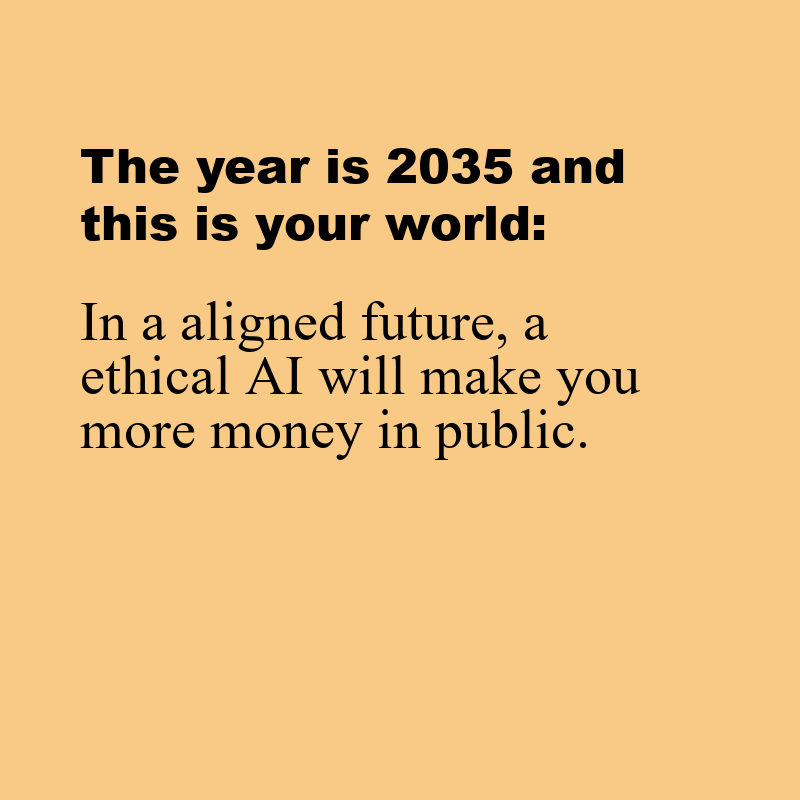 The year is 2035 and
this is your world:
In a aligned future, a
ethical AI will make you
more money in public.